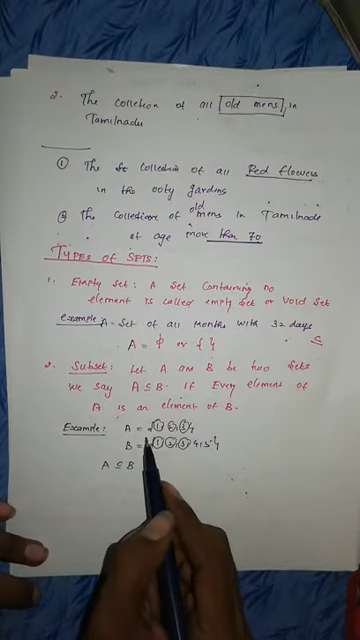 2. The Collection of all old mens, in
Tamilnadu
① The Collection of all Red flowers
in the ooty gardens
② The Collection of old mens in Tamilnadu
of age more than 70
TYPES OF SETS:
1. Empty set: A Set Containing no
element is called empty set or Void Set
example: A = Set of all Months with 32 days
A = ϕ or { }
⊆
2. Subset: Let A and B be two Sets
We say A ⊆ B. if Every element of
A is an element of B.
Example: A = {1, 2, 3}
B = {1, 2, 3, 4, 5}
A ⊆ B